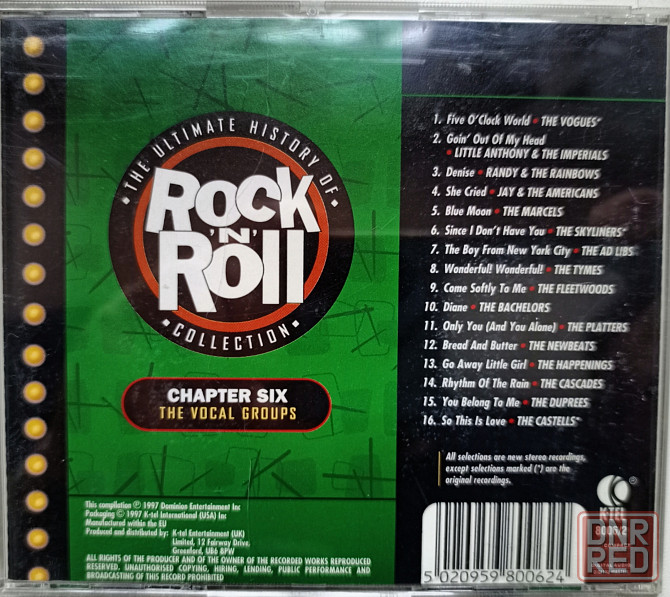 • THE ULTIMATE HISTORY OF •
ROCK
'N'
ROLL
• COLLECTION •
CHAPTER SIX
THE VOCAL GROUPS
This compilation ℗ 1997 Dominion Entertainment Inc
Packaging © 1997 K-tel International (USA) Inc
Manufactured within the EU
Produced and distributed by: K-tel Entertainment (UK)
Limited, 12 Fairway Drive,
Greenford, UB6 8PW
ALL RIGHTS OF THE PRODUCER AND OF THE OWNER OF THE RECORDED WORKS REPRODUCED
RESERVED. UNAUTHORISED COPYING, HIRING, LENDING, PUBLIC PERFORMANCE AND
BROADCASTING OF THIS RECORD PROHIBITED
1. Five O'Clock World • THE VOGUES*
2. Goin' Out Of My Head
• LITTLE ANTHONY & THE IMPERIALS
3. Denise • RANDY & THE RAINBOWS
4. She Cried • JAY & THE AMERICANS
5. Blue Moon • THE MARCELS
6. Since I Don't Have You • THE SKYLINERS*
7. The Boy From New York City • THE AD LIBS
8. Wonderful! Wonderful! • THE TYMES
9. Come Softly To Me • THE FLEETWOODS
10. Diane • THE BACHELORS
11. Only You (And You Alone) • THE PLATTERS
12. Bread And Butter • THE NEWBEATS
13. Go Away Little Girl • THE HAPPENINGS
14. Rhythm Of The Rain • THE CASCADES
15. You Belong To Me • THE DUPREES
16. So This Is Love • THE CASTELLS*
All selections are new stereo recordings,
except selections marked (*) are the
original recordings.
K-TEL
5 020959 800624